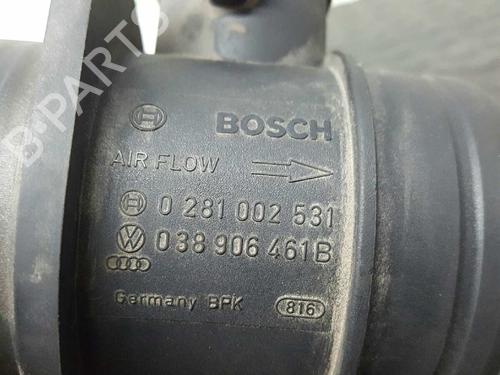 B-PARTS
BOSCH
AIR FLOW
0 281 002 531
038 906 461B
Germany BPK 816